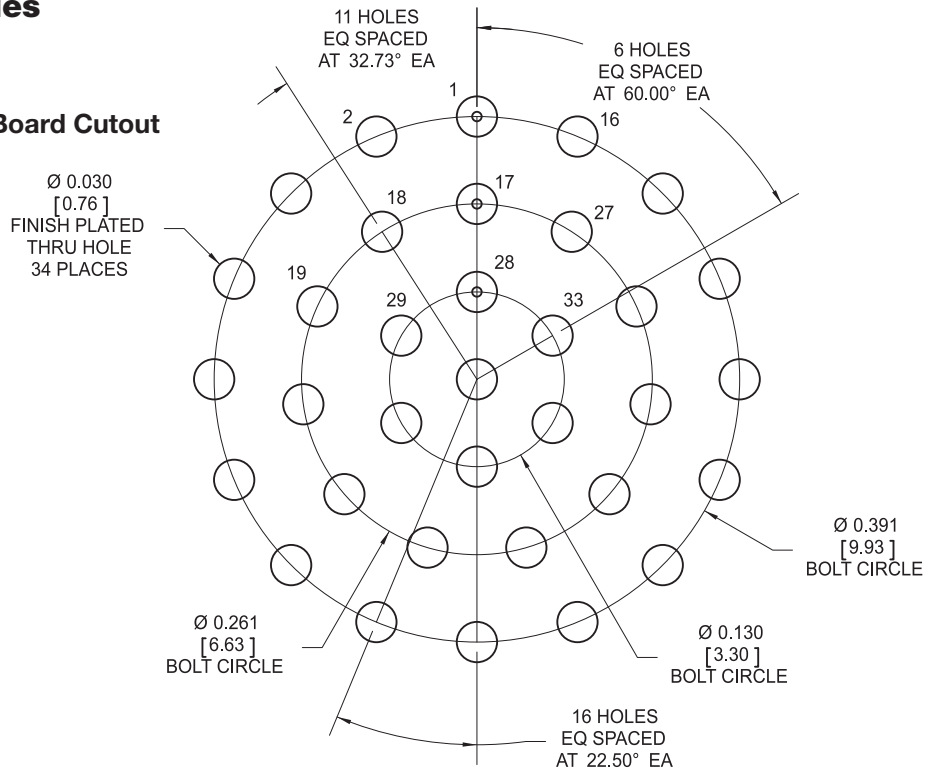 les
Board Cutout
11 HOLES
EQ SPACED
AT 32.73° EA
6 HOLES
EQ SPACED
AT 60.00° EA
1
2
16
Ø 0.030
[0.76]
FINISH PLATED
THRU HOLE
34 PLACES
17
18
27
19
28
29
33
Ø 0.391
[9.93]
BOLT CIRCLE
Ø 0.261
[6.63]
BOLT CIRCLE
Ø 0.130
[3.30]
BOLT CIRCLE
16 HOLES
EQ SPACED
AT 22.50° EA